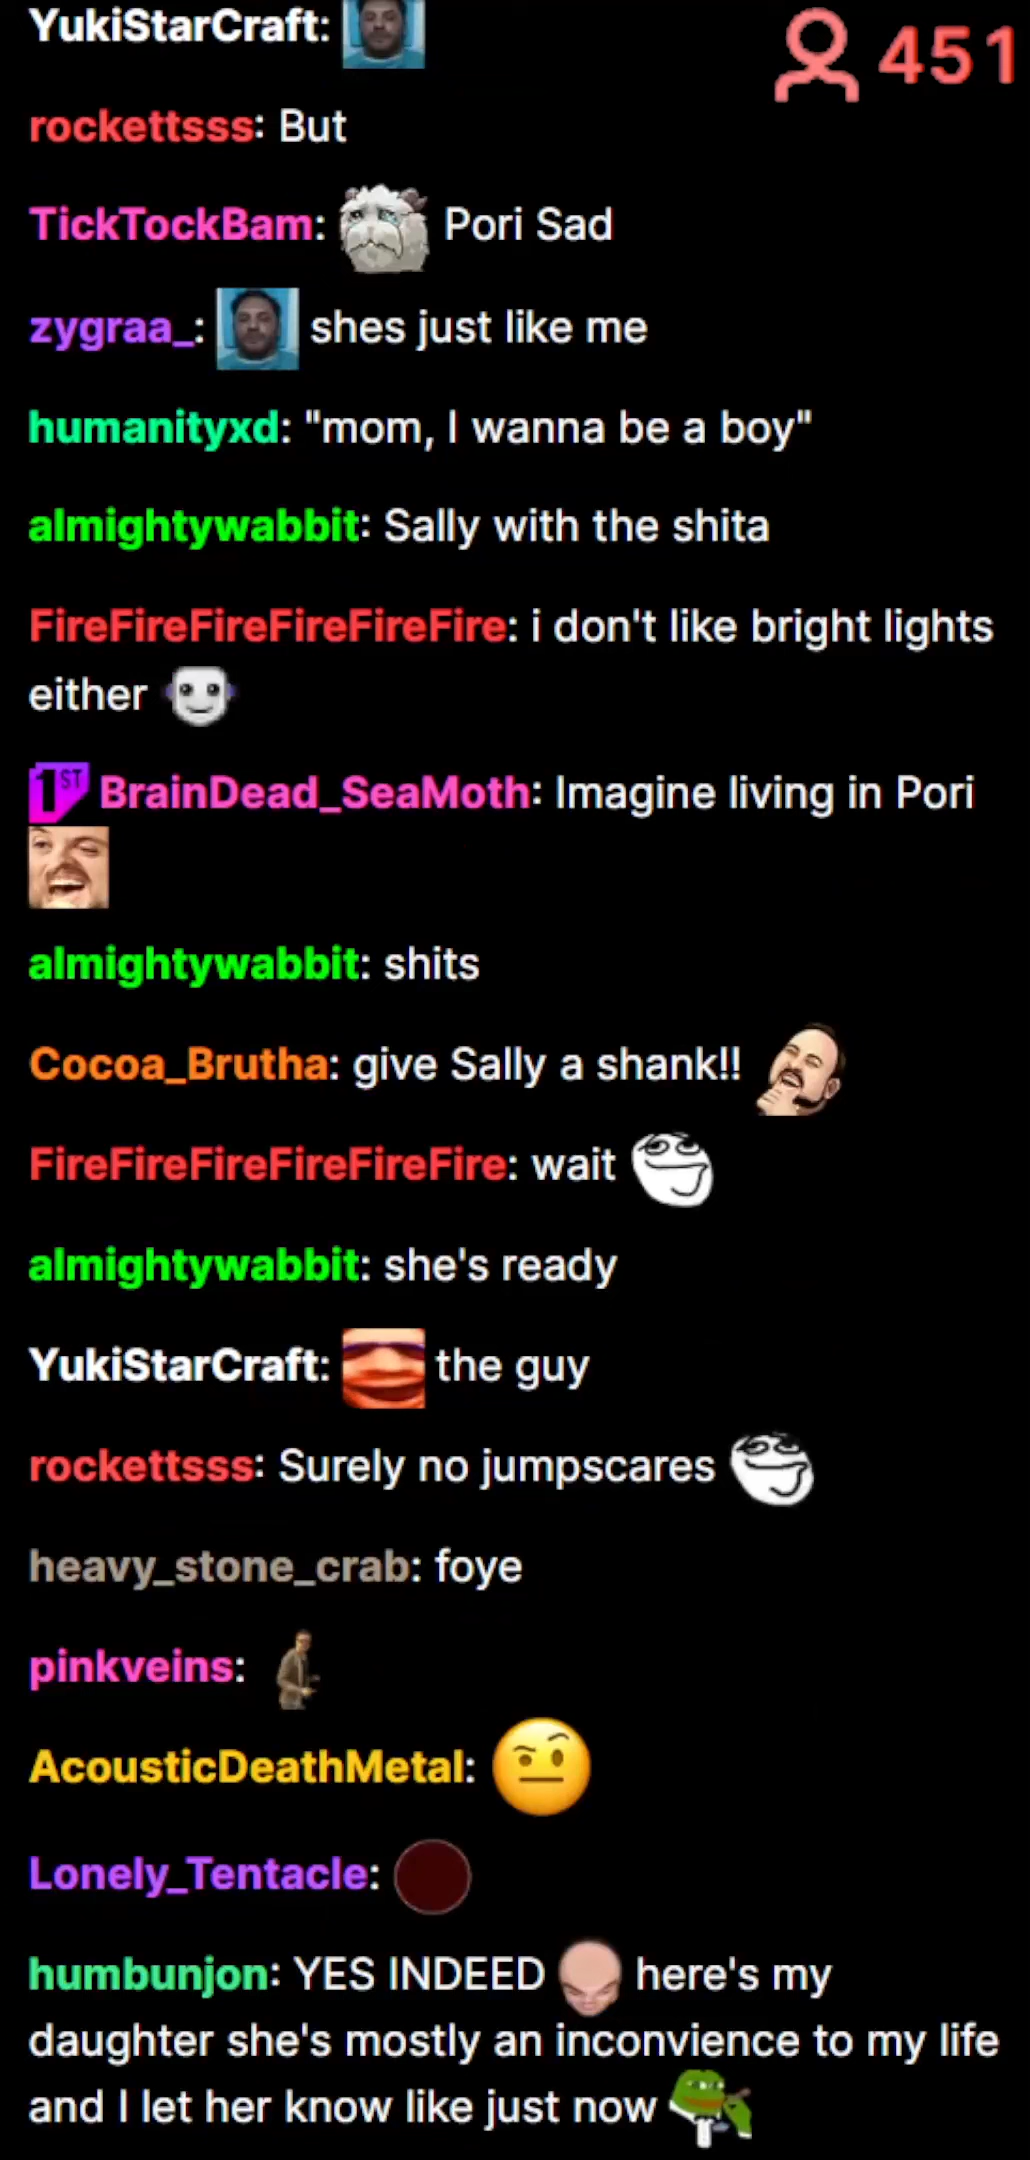 YukiStarCraft:
451
rockettsss: But
TickTockBam: Pori Sad
zygraa_: shes just like me
humanityxd: "mom, I wanna be a boy"
almightywabbit: Sally with the shita
FireFireFireFireFireFire: i don't like bright lights
either
1ST BrainDead_SeaMoth: Imagine living in Pori
almightywabbit: shits
Cocoa_Brutha: give Sally a shank!!
FireFireFireFireFireFire: wait
almightywabbit: she's ready
YukiStarCraft: the guy
rockettsss: Surely no jumpscares
heavy_stone_crab: foye
pinkveins:
AcousticDeathMetal:
Lonely_Tentacle:
humbunjon: YES INDEED here's my
daughter she's mostly an inconvience to my life
and I let her know like just now